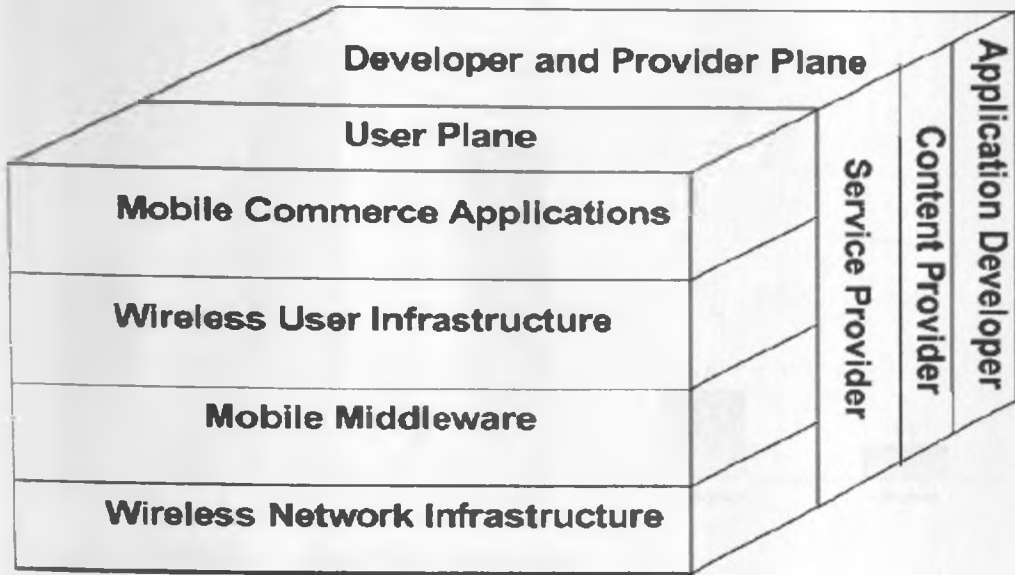 Developer and Provider Plane
User Plane
Mobile Commerce Applications
Wireless User Infrastructure
Mobile Middleware
Wireless Network Infrastructure
Service Provider
Content Provider
Application Developer